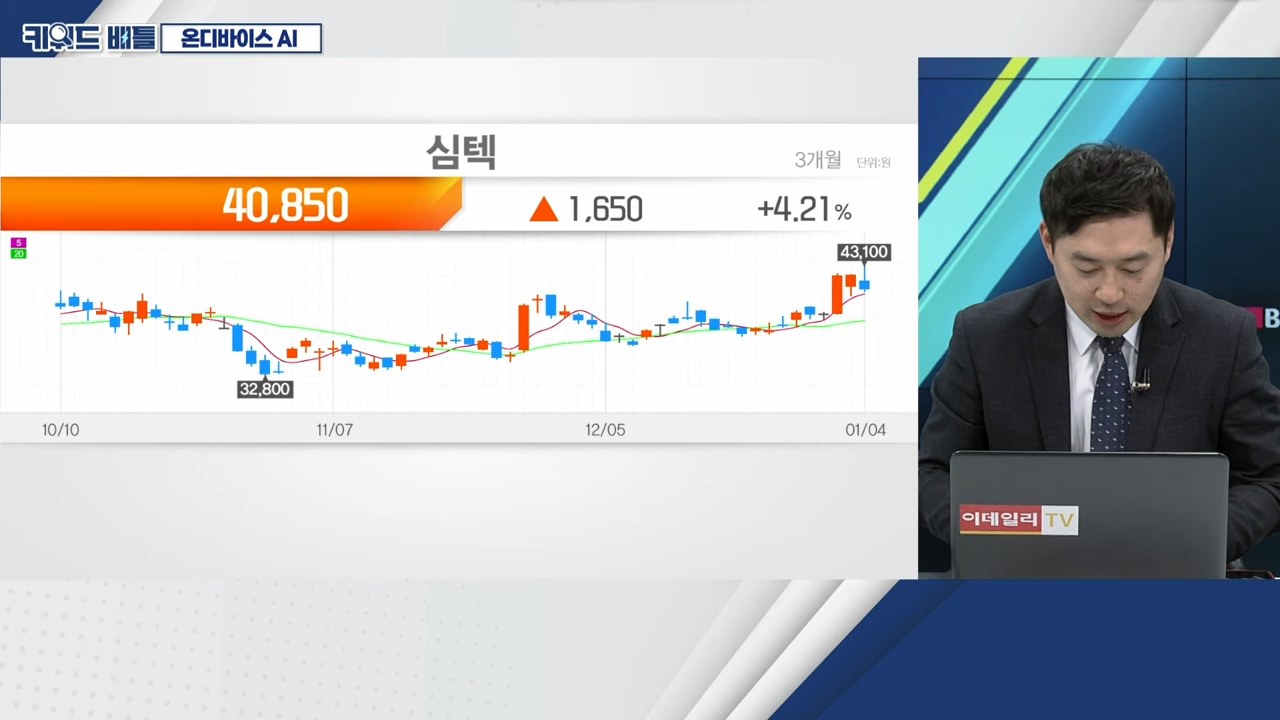 키워드 배틀 온디바이스 AI
심텍
3개월 단위:원
40,850 ▲ 1,650 +4.21%
5
20
43,100
32,800
10/10 11/07 12/05 01/04
B
이데일리 TV